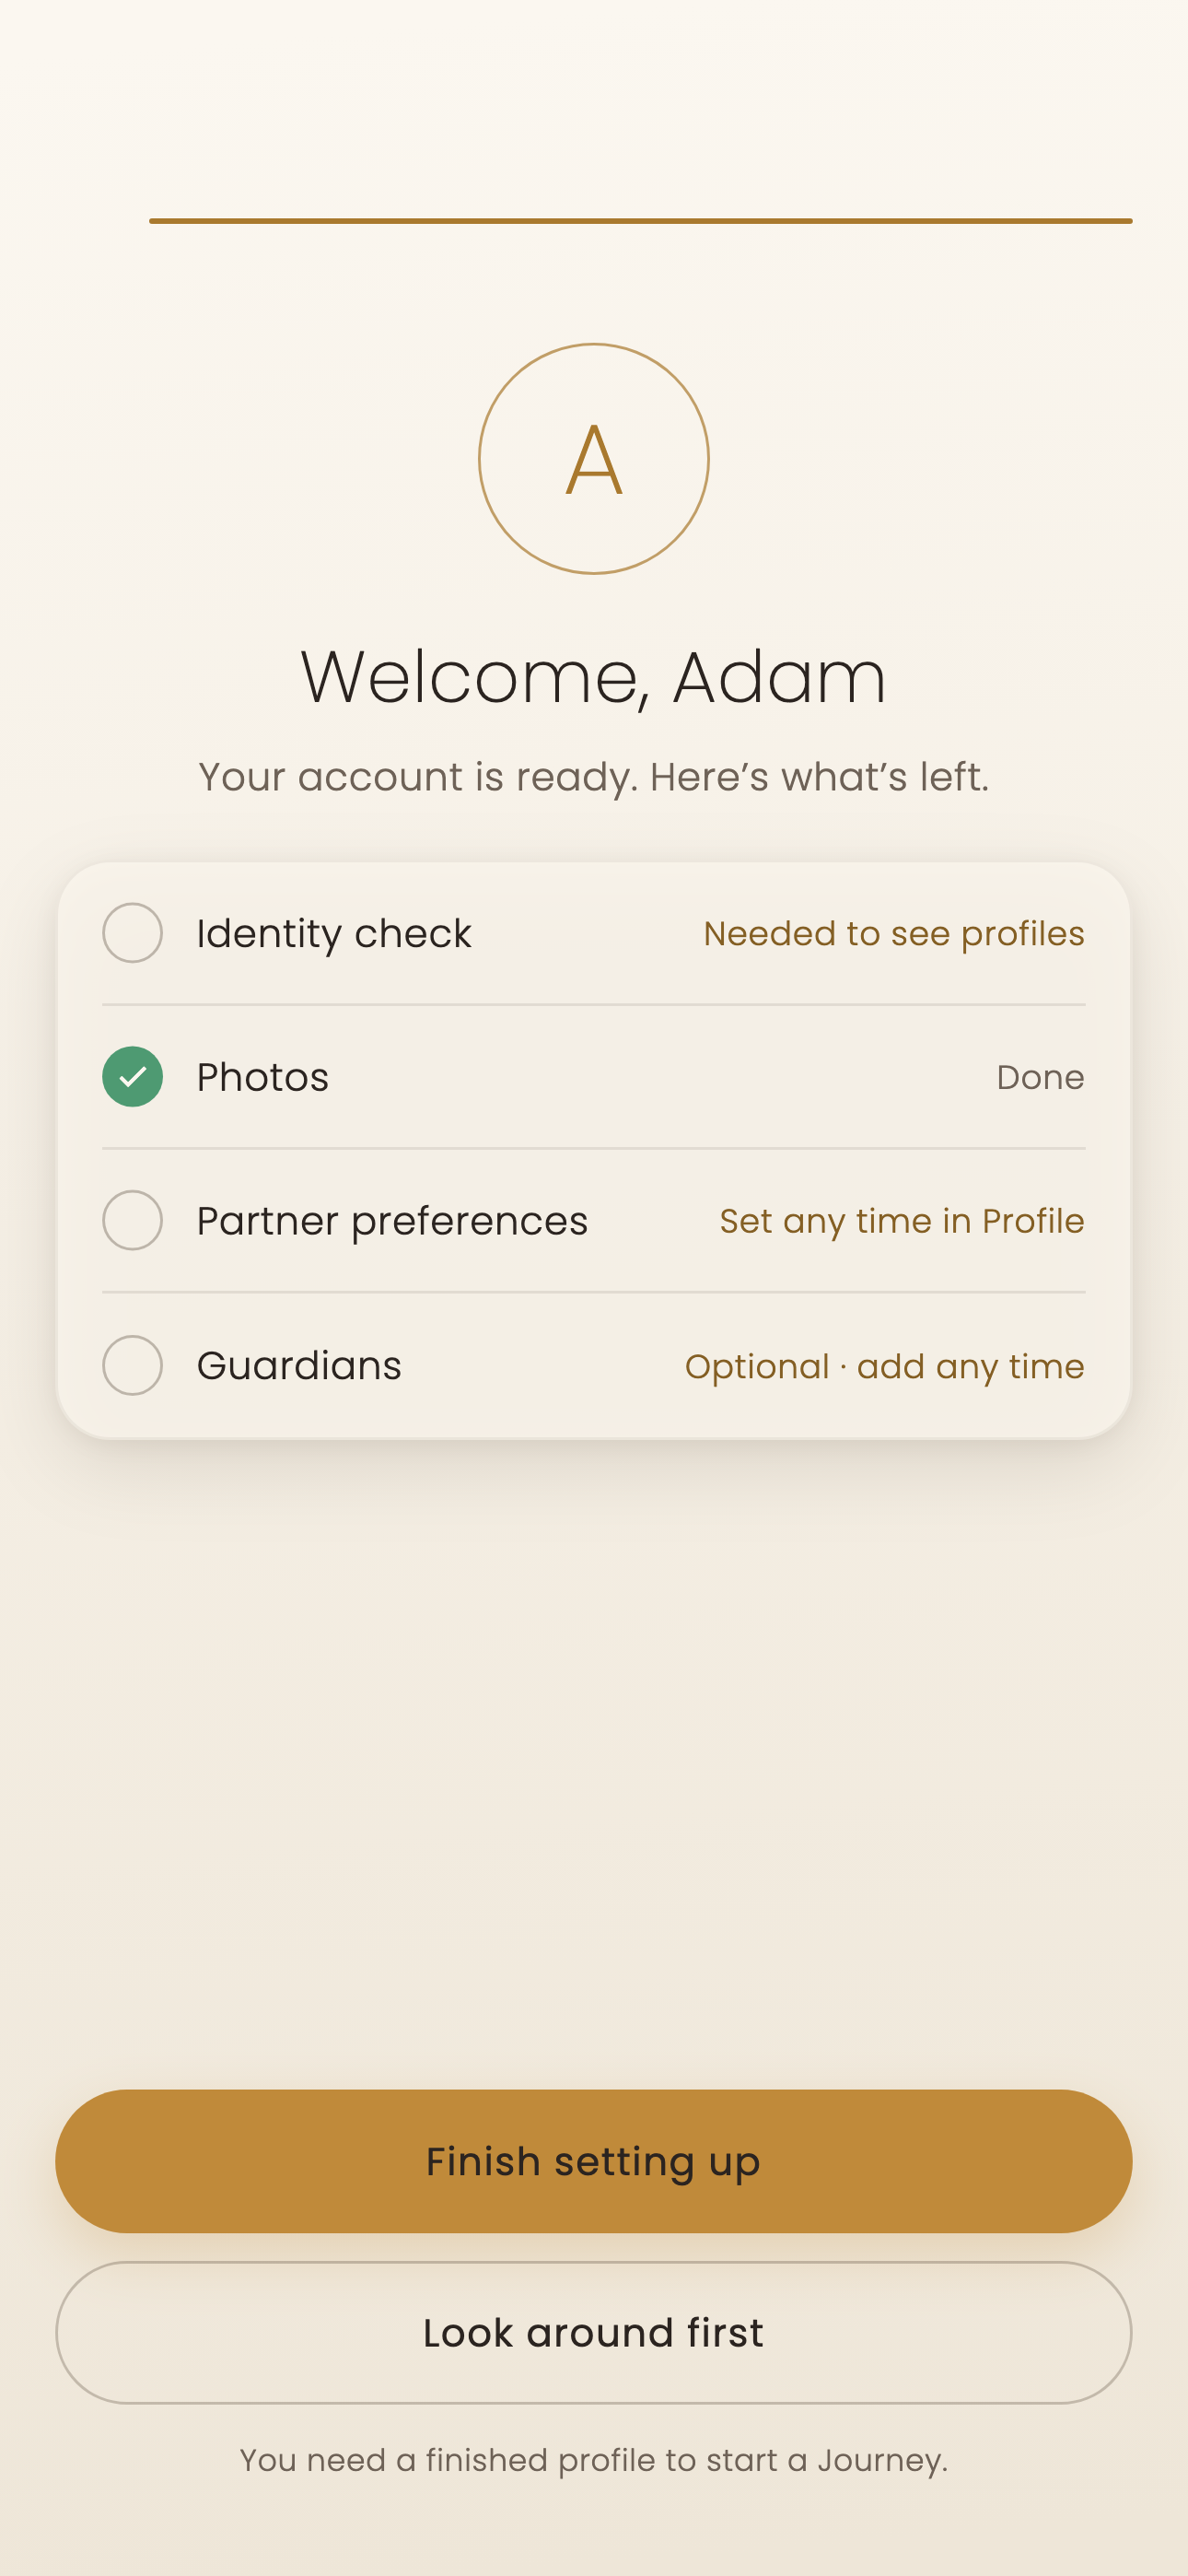 A
Welcome, Adam
Your account is ready. Here’s what’s left.
Identity check Needed to see profiles
Photos Done
Partner preferences Set any time in Profile
Guardians Optional · add any time
Finish setting up
Look around first
You need a finished profile to start a Journey.